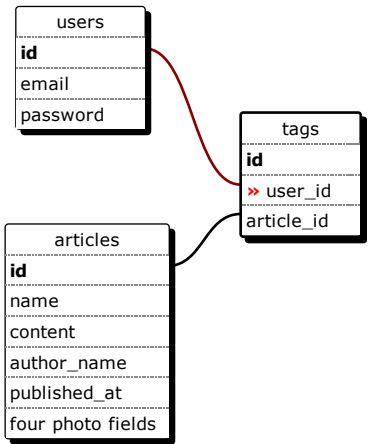 users
id
email
password
tags
id
» user_id
article_id
articles
id
name
content
author_name
published_at
four photo fields